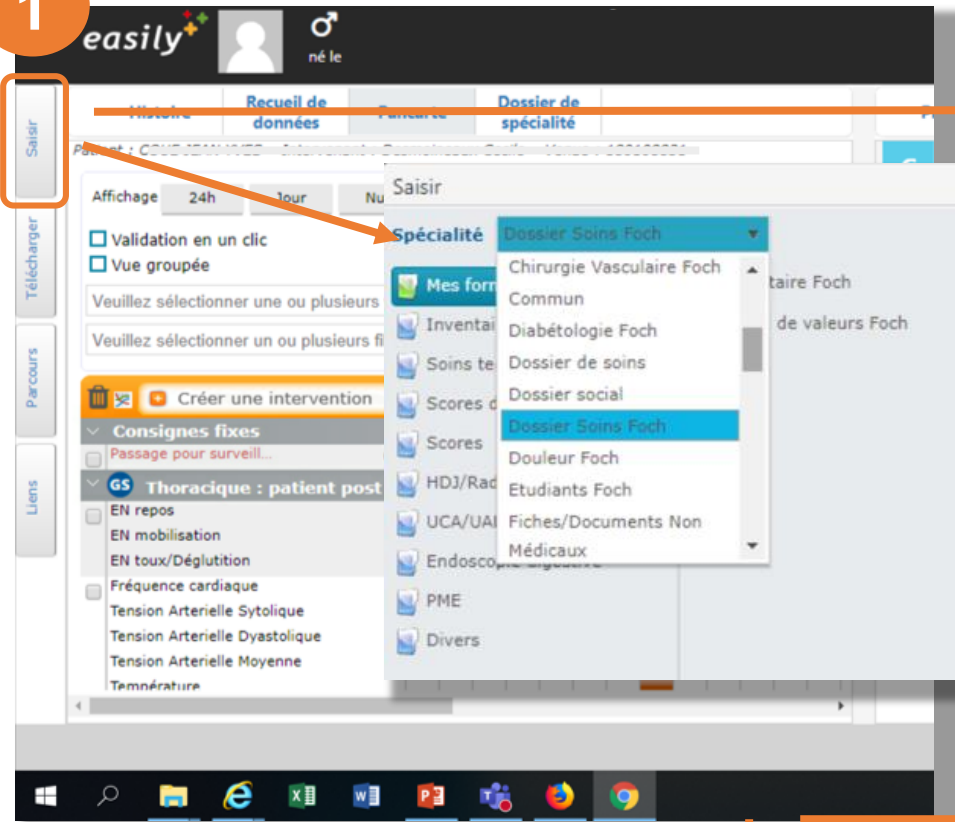 1
easily
né le
Saisir
Télécharger
Parcours
Liens
Histoire
Recueil de données
Pancarte
Dossier de spécialité
Affichage 24h Jour Nu
Validation en un clic
Vue groupée
Veuillez sélectionner une ou plusieurs
Veuillez sélectionner un ou plusieurs fi
Créer une intervention
Consignes fixes
Passage pour surveill...
GS Thoracique : patient post
EN repos
EN mobilisation
EN toux/Déglutition
Fréquence cardiaque
Tension Arterielle Sytolique
Tension Arterielle Dyastolique
Tension Arterielle Moyenne
Température
Saisir
Spécialité Dossier Soins Foch
Mes form
Inventai
Soins te
Scores d
Scores
HDJ/Rad
UCA/UA
Endoscopie digestive
PME
Divers
Chirurgie Vasculaire Foch
Commun
Diabétologie Foch
Dossier de soins
Dossier social
Dossier Soins Foch
Douleur Foch
Etudiants Foch
Fiches/Documents Non
Médicaux
taire Foch
de valeurs Foch